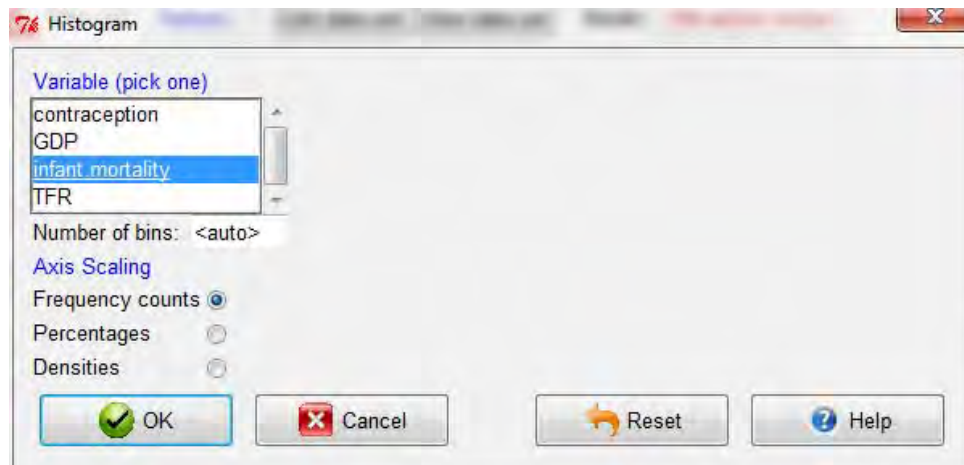 Histogram
Variable (pick one)
contraception
GDP
infant.mortality
TFR
Number of bins: <auto>
Axis Scaling
Frequency counts
Percentages
Densities
OK Cancel Reset Help